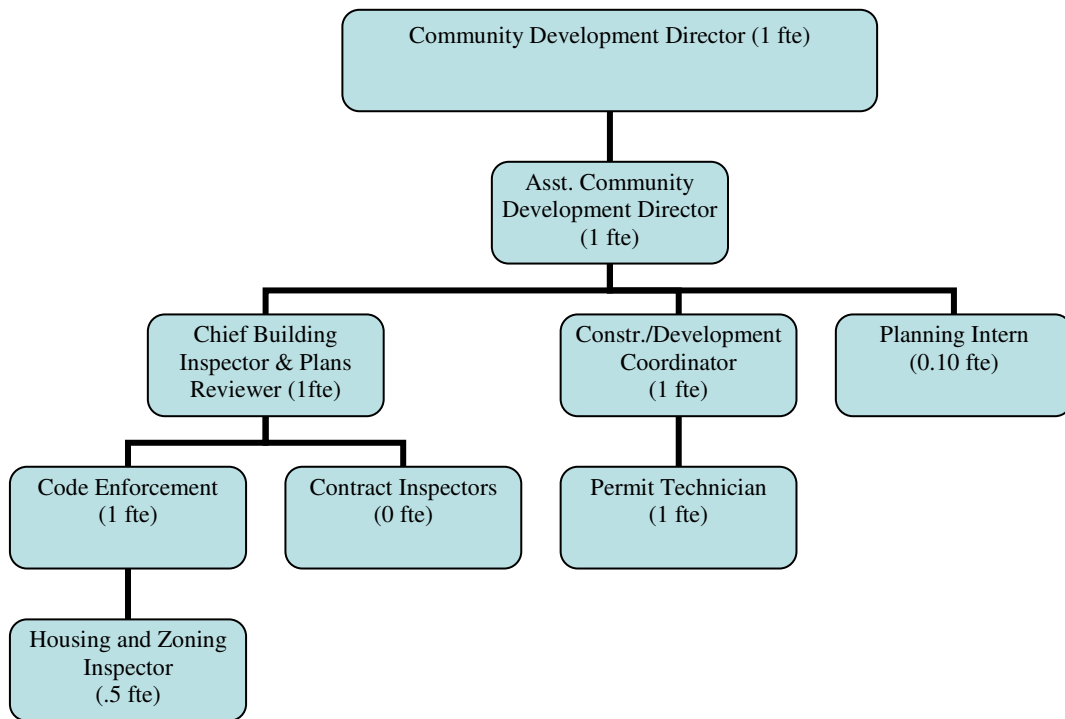 Community Development Director (1 fte)
Asst. Community
Development Director
(1 fte)
Chief Building
Inspector & Plans
Reviewer (1fte)
Constr./Development
Coordinator
(1 fte)
Planning Intern
(0.10 fte)
Code Enforcement
(1 fte)
Contract Inspectors
(0 fte)
Permit Technician
(1 fte)
Housing and Zoning
Inspector
(.5 fte)